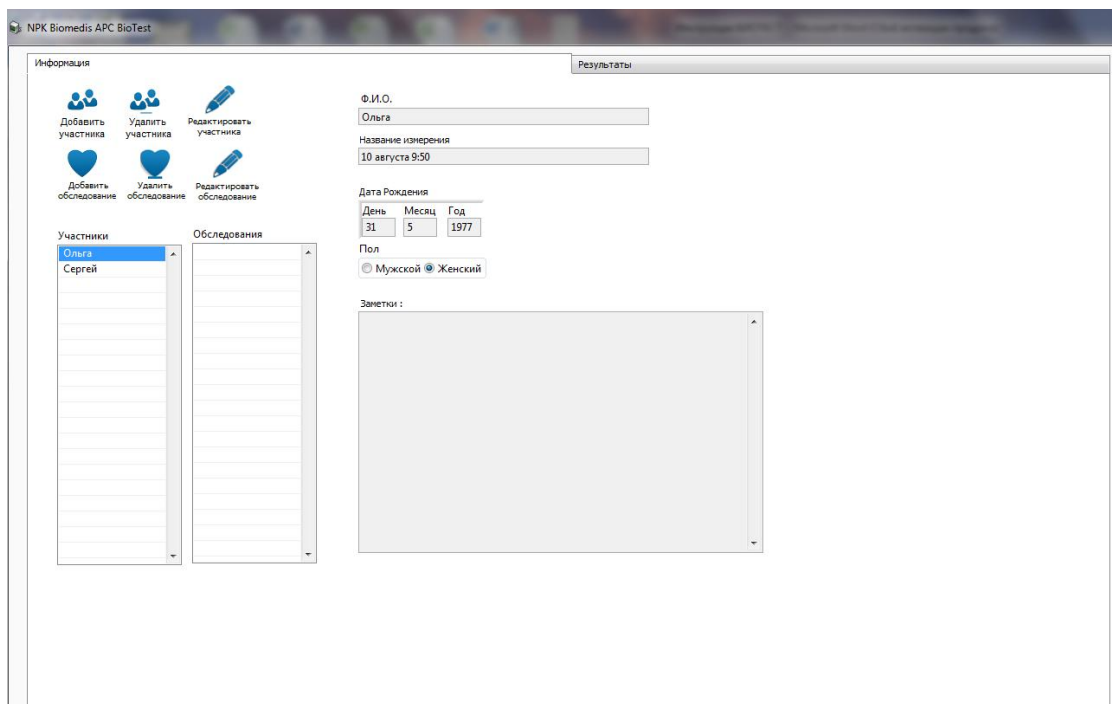 NPK Biomedis APC BioTest
Информация
Результаты
Добавить
участника
Удалить
участника
Редактировать
участника
Добавить
обследование
Удалить
обследование
Редактировать
обследование
Участники
Обследования
Ольга
Сергей
Ф.И.О.
Ольга
Название измерения
10 августа 9:50
Дата Рождения
День Месяц Год
31 5 1977
Пол
Мужской Женский
Заметки :